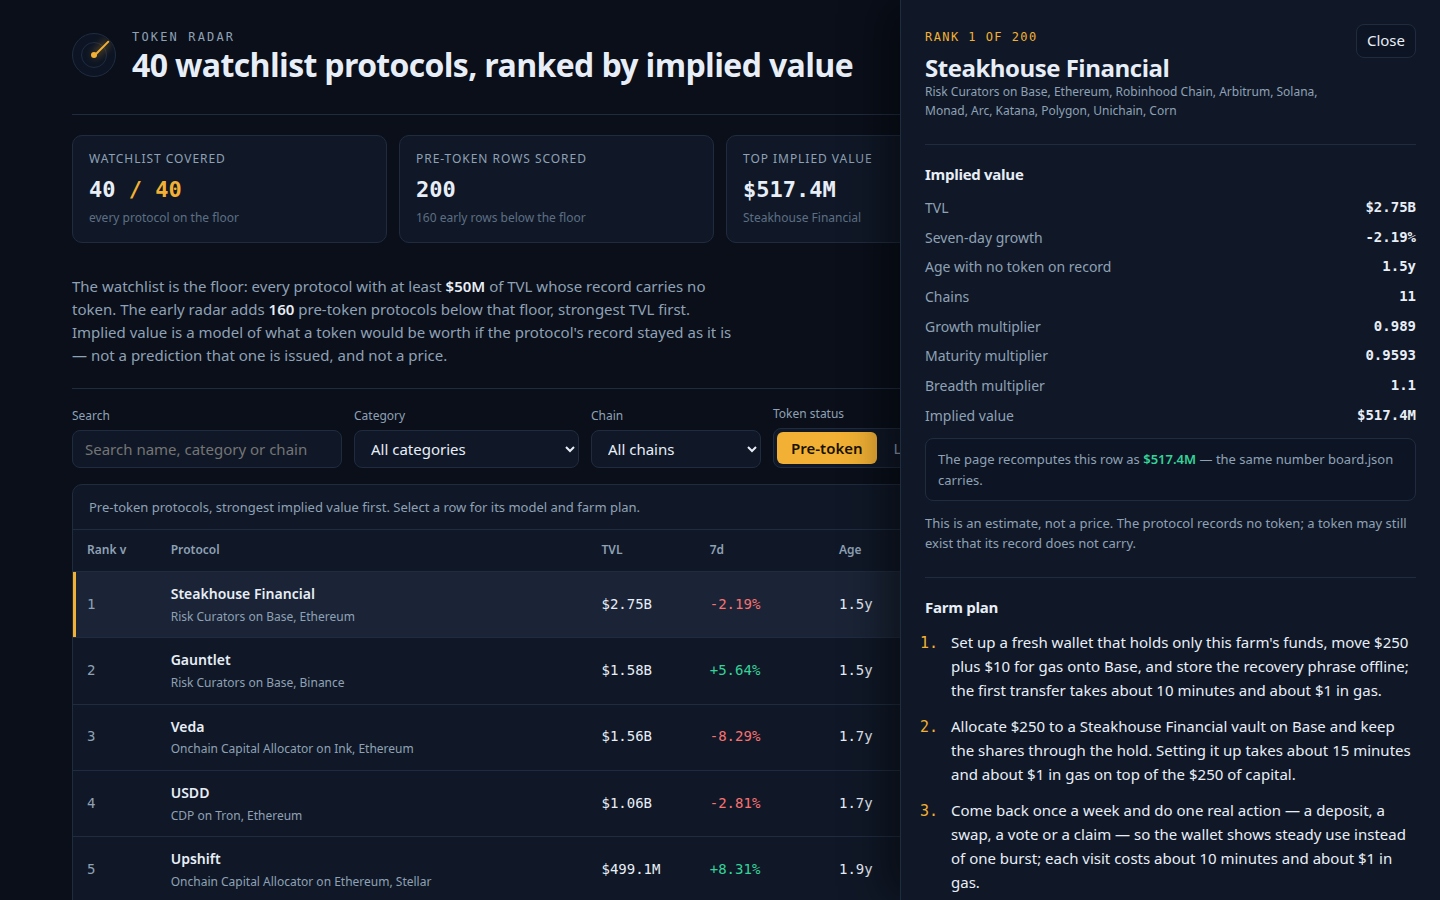 TOKEN RADAR
40 watchlist protocols, ranked by implied value
WATCHLIST COVERED
40 / 40
every protocol on the floor
PRE-TOKEN ROWS SCORED
200
160 early rows below the floor
TOP IMPLIED VALUE
$517.4M
Steakhouse Financial
The watchlist is the floor: every protocol with at least $50M of TVL whose record carries no
token. The early radar adds 160 pre-token protocols below that floor, strongest TVL first.
Implied value is a model of what a token would be worth if the protocol's record stayed as it is
— not a prediction that one is issued, and not a price.
Search
Category
Chain
Token status
Search name, category or chain
All categories
All chains
Pre-token
L
Pre-token protocols, strongest implied value first. Select a row for its model and farm plan.
Rank v Protocol TVL 7d Age
1 Steakhouse Financial $2.75B -2.19% 1.5y
Risk Curators on Base, Ethereum
2 Gauntlet $1.58B +5.64% 1.5y
Risk Curators on Base, Binance
3 Veda $1.56B -8.29% 1.7y
Onchain Capital Allocator on Ink, Ethereum
4 USDD $1.06B -2.81% 1.7y
CDP on Tron, Ethereum
5 Upshift $499.1M +8.31% 1.9y
Onchain Capital Allocator on Ethereum, Stellar
RANK 1 OF 200
Close
Steakhouse Financial
Risk Curators on Base, Ethereum, Robinhood Chain, Arbitrum, Solana,
Monad, Arc, Katana, Polygon, Unichain, Corn
Implied value
TVL $2.75B
Seven-day growth -2.19%
Age with no token on record 1.5y
Chains 11
Growth multiplier 0.989
Maturity multiplier 0.9593
Breadth multiplier 1.1
Implied value $517.4M
The page recomputes this row as $517.4M — the same number board.json
carries.
This is an estimate, not a price. The protocol records no token; a token may still
exist that its record does not carry.
Farm plan
1. Set up a fresh wallet that holds only this farm's funds, move $250
plus $10 for gas onto Base, and store the recovery phrase offline;
the first transfer takes about 10 minutes and about $1 in gas.
2. Allocate $250 to a Steakhouse Financial vault on Base and keep
the shares through the hold. Setting it up takes about 15 minutes
and about $1 in gas on top of the $250 of capital.
3. Come back once a week and do one real action — a deposit, a
swap, a vote or a claim — so the wallet shows steady use instead
of one burst; each visit costs about 10 minutes and about $1 in
gas.